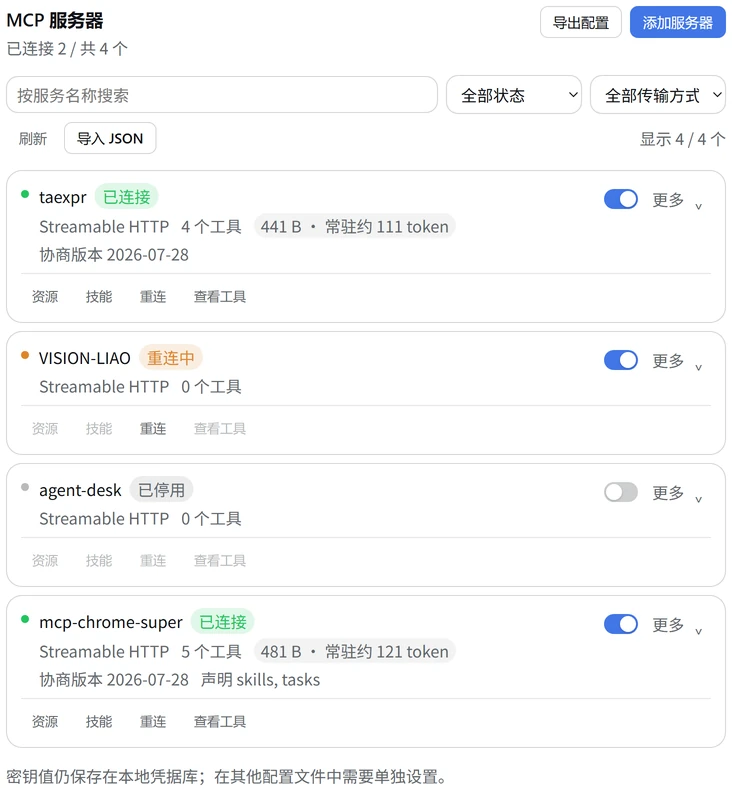 MCP 服务器
导出配置
添加服务器
已连接 2 / 共 4 个
按服务名称搜索
全部状态
全部传输方式
刷新
导入 JSON
显示 4 / 4 个
taexpr 已连接
更多
Streamable HTTP 4 个工具 441 B · 常驻约 111 token
协商版本 2026-07-28
资源 技能 重连 查看工具
VISION-LIAO 重连中
更多
Streamable HTTP 0 个工具
资源 技能 重连 查看工具
agent-desk 已停用
更多
Streamable HTTP 0 个工具
资源 技能 重连 查看工具
mcp-chrome-super 已连接
更多
Streamable HTTP 5 个工具 481 B · 常驻约 121 token
协商版本 2026-07-28 声明 skills, tasks
资源 技能 重连 查看工具
密钥值仍保存在本地凭据库；在其他配置文件中需要单独设置。